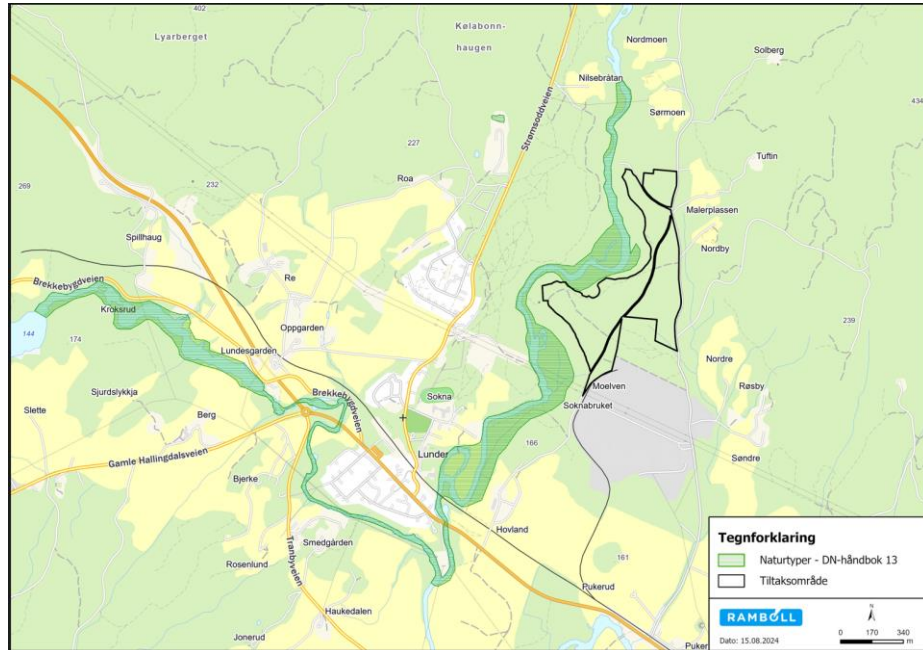 402
Lyarberget
Kølabonn-
haugen
Nordmoen
Solberg
Nilsebråtan
434
Strømsoddveien
Sørmoen
227
Tuftin
269
232
Roa
Malerplassen
Spillhaug
Nordby
Re
Brekkebygdveien
Kroksrud
Oppgarden
144
174
239
Lundesgarden
Nordre
Moelven
Røsby
Sjurdslykkja
Brekkebygdveien
Sokna
Soknabruket
Slette
Berg
Lunder
166
Søndre
Gamle Hallingdalsveien
Bjerke
Hovland
Tranbyveien
Smedgården
Rosenlund
161
Pukerud
Haukedalen
Jonerud
Puker
Tegnforklaring
Naturtyper - DN-håndbok 13
Tiltaksområde
RAMBOLL
N
Dato: 15.08.2024
0 170 340
m